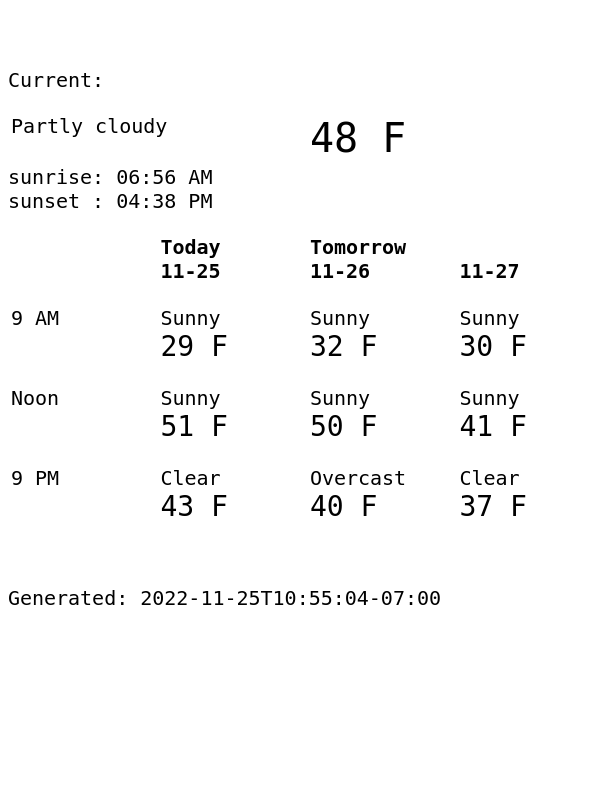 Current:
Partly cloudy 48 F
sunrise: 06:56 AM
sunset : 04:38 PM
Today Tomorrow
11-25 11-26 11-27
9 AM Sunny Sunny Sunny
29 F 32 F 30 F
Noon Sunny Sunny Sunny
51 F 50 F 41 F
9 PM Clear Overcast Clear
43 F 40 F 37 F
Generated: 2022-11-25T10:55:04-07:00